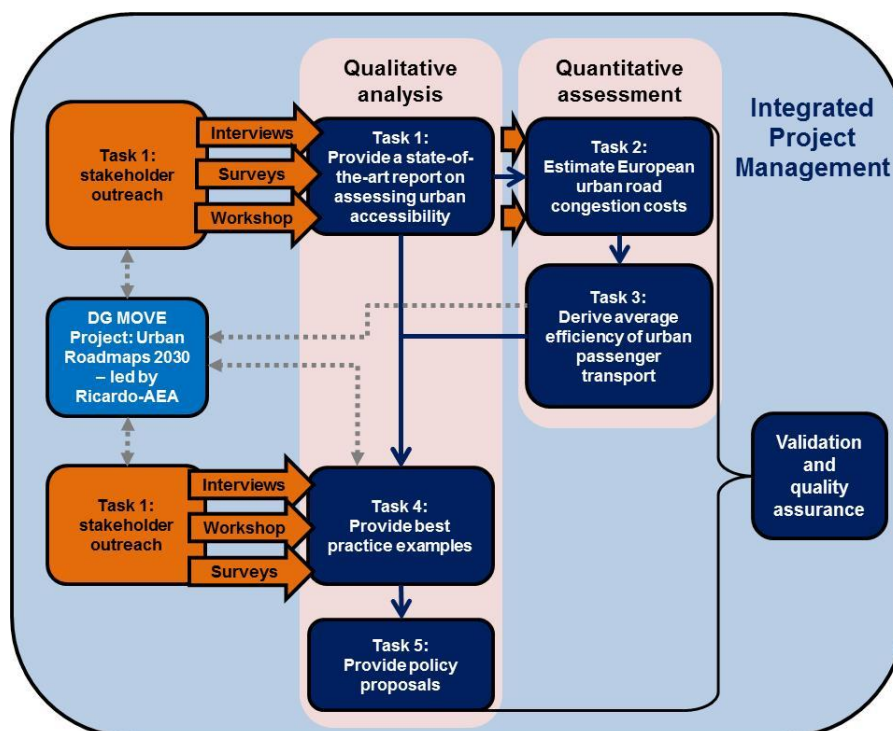 Qualitative
analysis
Quantitative
assessment
Integrated
Project
Management
Task 1:
stakeholder
outreach
Interviews
Surveys
Workshop
Task 1:
Provide a state-of-
the-art report on
assessing urban
accessibility
Task 2:
Estimate European
urban road
congestion costs
Task 3:
Derive average
efficiency of urban
passenger
transport
DG MOVE
Project: Urban
Roadmaps 2030
– led by
Ricardo-AEA
Validation
and
quality
assurance
Task 1:
stakeholder
outreach
Interviews
Workshop
Surveys
Task 4:
Provide best
practice examples
Task 5:
Provide policy
proposals